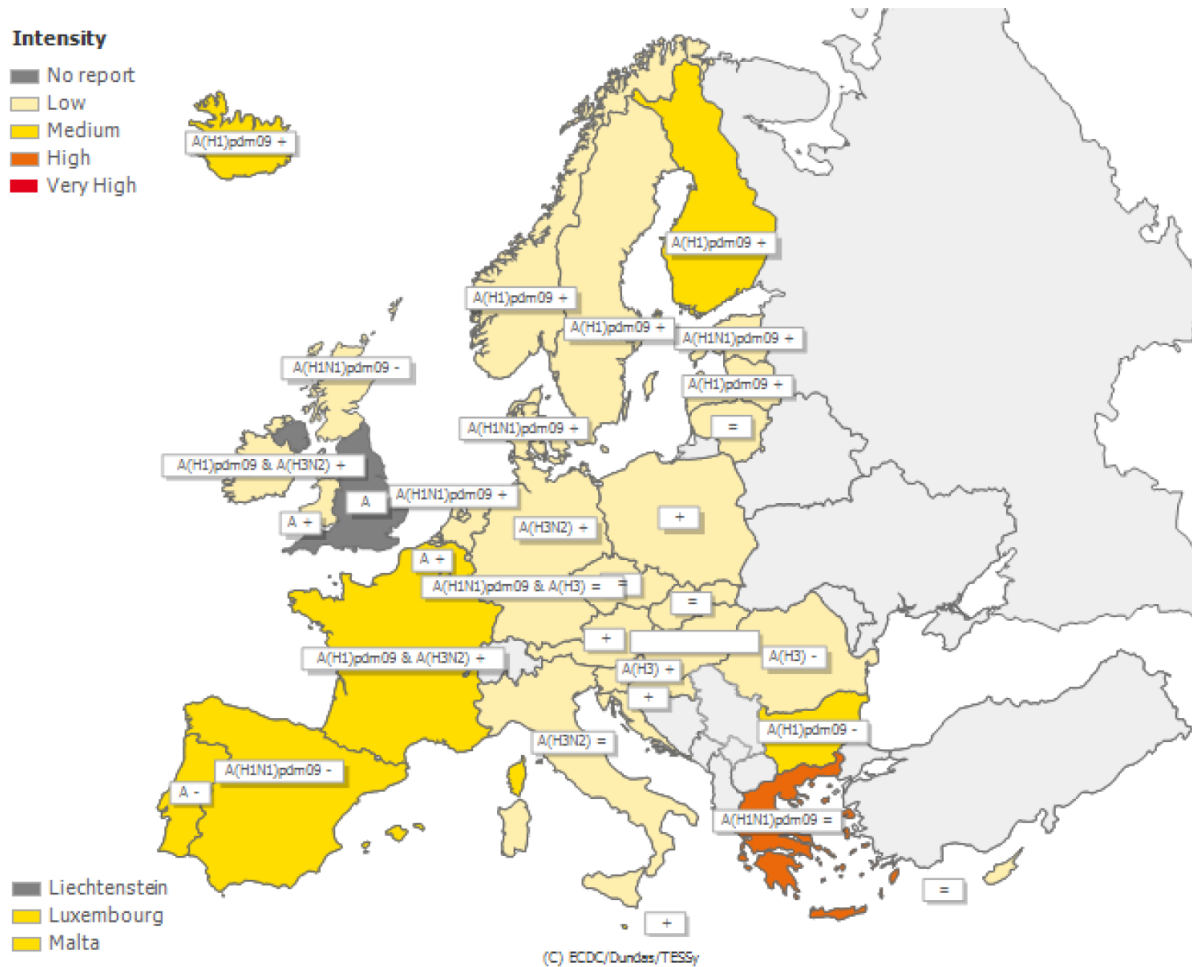 Intensity
No report
Low
Medium
High
Very High
A(H1)pdm09 +
A(H1)pdm09 +
A(H1)pdm09 +
A(H1)pdm09 +
A(H1N1)pdm09 +
A(H1N1)pdm09 -
A(H1)pdm09 +
A(H1N1)pdm09 +
=
A(H1)pdm09 & A(H3N2) +
A
A(H1N1)pdm09 +
A +
A(H3N2) +
+
A +
A(H1N1)pdm09 & A(H3) =
=
=
+
A(H1)pdm09 & A(H3N2) +
A(H3) +
A(H3) -
+
A(H1)pdm09 -
A(H3N2) =
A(H1N1)pdm09 -
A -
A(H1N1)pdm09 =
=
+
Liechtenstein
Luxembourg
Malta
(C) ECDC/Dundas/TESSy